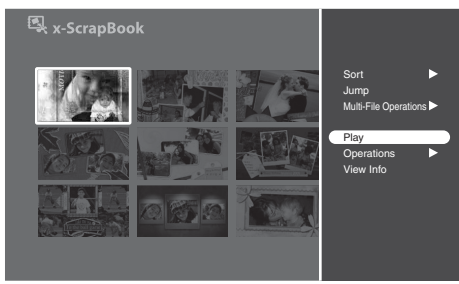 x-ScrapBook
Sort
Jump
Multi-File Operations
Play
Operations
View Info